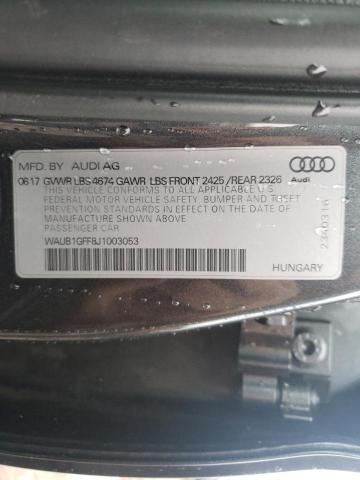 MFD. BY AUDI AG
06 17 GVWR LBS 4674 GAWR LBS FRONT 2425 / REAR 2326
Audi
THIS VEHICLE CONFORMS TO ALL APPLICABLE U S
FEDERAL MOTOR VEHICLE SAFETY, BUMPER AND THEFT
PREVENTION STANDARDS IN EFFECT ON THE DATE OF
MANUFACTURE SHOWN ABOVE
PASSENGER CAR
WAUB1GFF8J1003053
HUNGARY